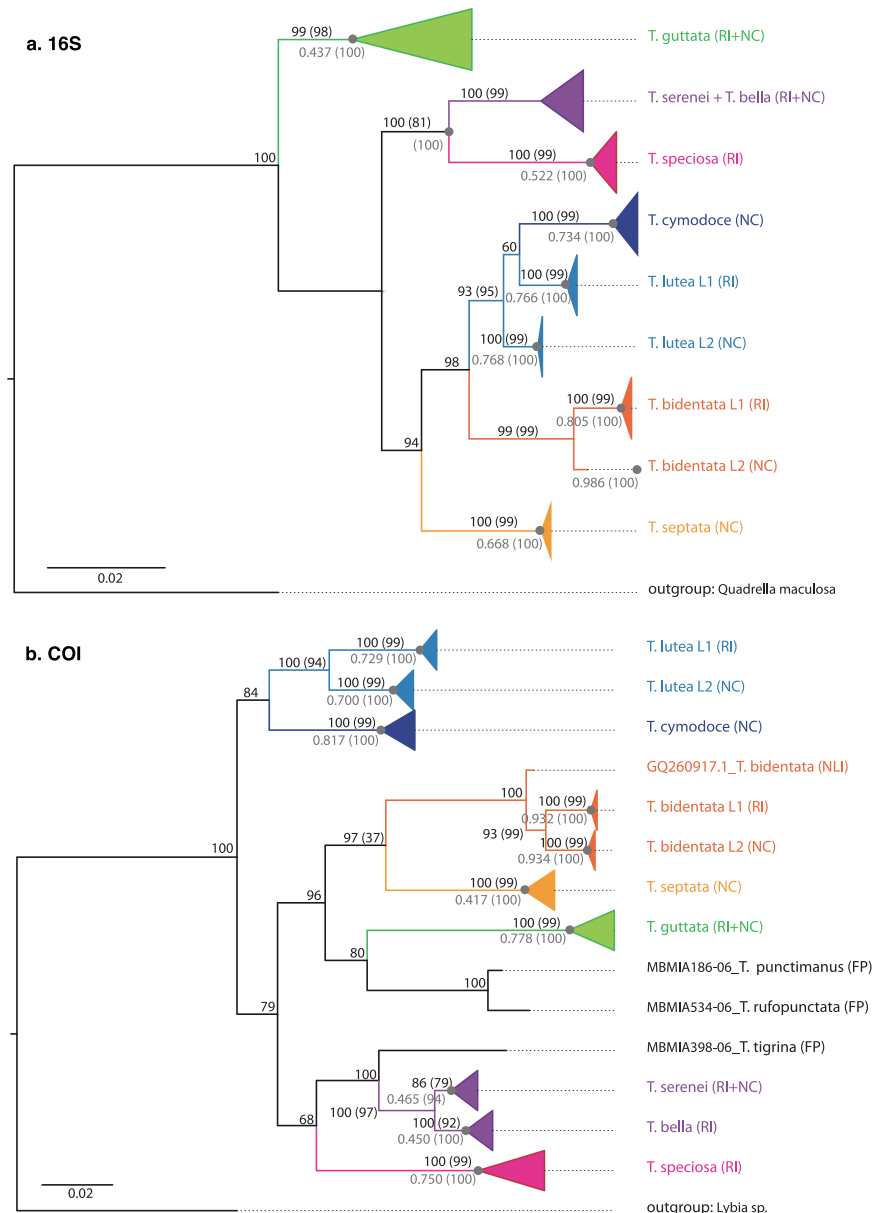 a. 16S
99 (98)
0.437 (100)
T. guttata (RI+NC)
100 (99)
T. serenei + T. bella (RI+NC)
100 (81)
(100)
100 (99)
0.522 (100)
T. speciosa (RI)
100
100 (99)
0.734 (100)
T. cymodoce (NC)
60
100 (99)
0.766 (100)
T. lutea L1 (RI)
93 (95)
100 (99)
0.768 (100)
T. lutea L2 (NC)
98
100 (99)
0.805 (100)
T. bidentata L1 (RI)
99 (99)
T. bidentata L2 (NC)
0.986 (100)
94
100 (99)
0.668 (100)
T. septata (NC)
0.02
outgroup: Quadrella maculosa
b. COI
100 (99)
0.729 (100)
T. lutea L1 (RI)
100 (94)
84
100 (99)
0.700 (100)
T. lutea L2 (NC)
100 (99)
0.817 (100)
T. cymodoce (NC)
GQ260917.1_T. bidentata (NLI)
100
100 (99)
0.932 (100)
T. bidentata L1 (RI)
93 (99)
100 (99)
0.934 (100)
T. bidentata L2 (NC)
97 (37)
100
100 (99)
0.417 (100)
T. septata (NC)
96
100 (99)
0.778 (100)
T. guttata (RI+NC)
80
MBMIA186-06_T. punctimanus (FP)
100
MBMIA534-06_T. rufopunctata (FP)
79
MBMIA398-06_T. tigrina (FP)
100
86 (79)
0.465 (94)
T. serenei (RI+NC)
100 (97)
100 (92)
0.450 (100)
T. bella (RI)
68
100 (99)
0.750 (100)
T. speciosa (RI)
0.02
outgroup: Lybia sp.